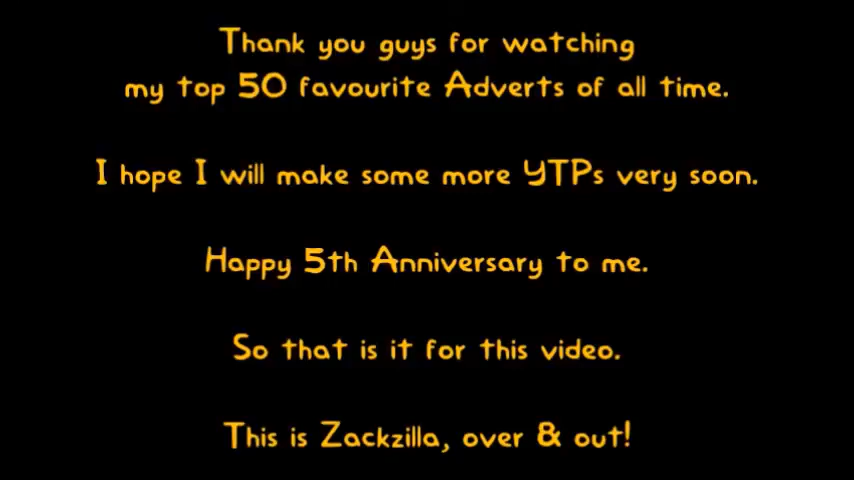 Thank you guys for watching
my top 50 favourite Adverts of all time.
I hope I will make some more YTPs very soon.
Happy 5th Anniversary to me.
So that is it for this video.
This is Zackzilla, over & out!